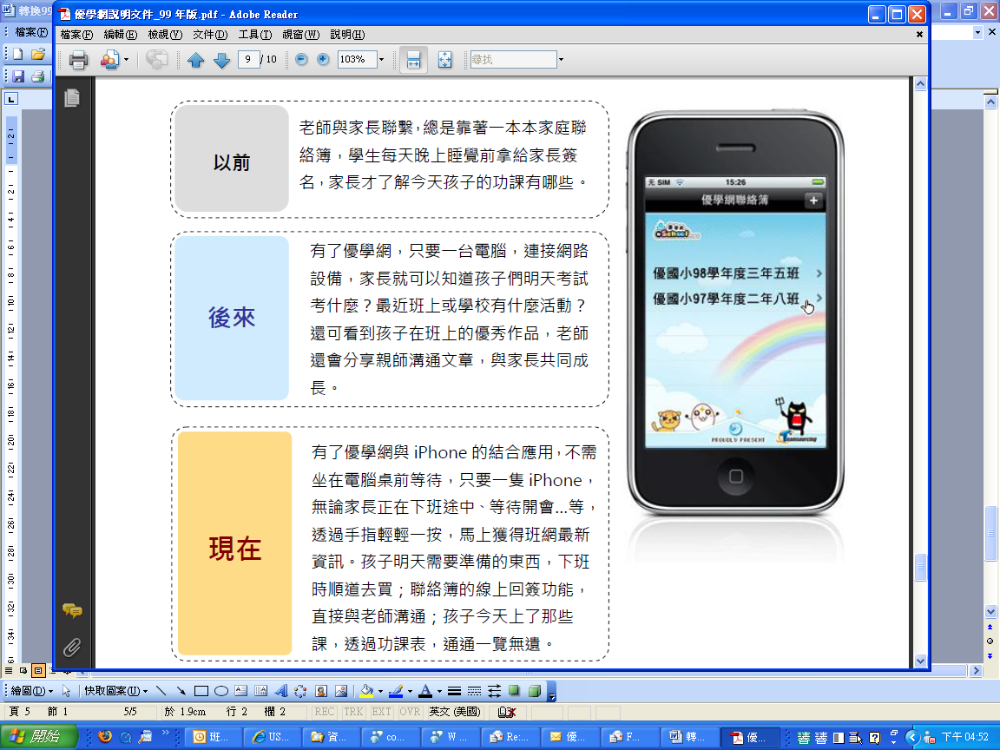 轉換99
優學網說明文件_99 年版.pdf - Adobe Reader
檔案(F)
檔案(F) 編輯(E) 檢視(V) 文件(D) 工具(T) 視窗(W) 說明(H)
9 / 10 103% 尋找
以前
老師與家長聯繫，總是靠著一本本家庭聯
絡簿，學生每天晚上睡覺前拿給家長簽
名，家長才了解今天孩子的功課有哪些。
後來
有了優學網，只要一台電腦，連接網路
設備，家長就可以知道孩子們明天考試
考什麼？最近班上或學校有什麼活動？
還可看到孩子在班上的優秀作品，老師
還會分享親師溝通文章，與家長共同成
長。
現在
有了優學網與 iPhone 的結合應用，不需
坐在電腦桌前等待，只要一隻 iPhone，
無論家長正在下班途中、等待開會...等，
透過手指輕輕一按，馬上獲得班網最新
資訊。孩子明天需要準備的東西，下班
時順道去買；聯絡簿的線上回簽功能，
直接與老師溝通；孩子今天上了那些
課，透過功課表，通通一覽無遺。
无 SIM 15:26
優學網聯絡簿 +
eSchool
優國小98學年度三年五班
優國小97學年度二年八班
PROUDLY PRESENT Teamsourcing
繪圖(D) 快取圖案(U)
頁 5 節 1 5/5 於 1.9cm 行 2 欄 2 REC TRK EXT OVR 英文 (美國)
開始 班... US... 資... co... W ... Re:... 優... F... 轉... 優... 下午 04:52